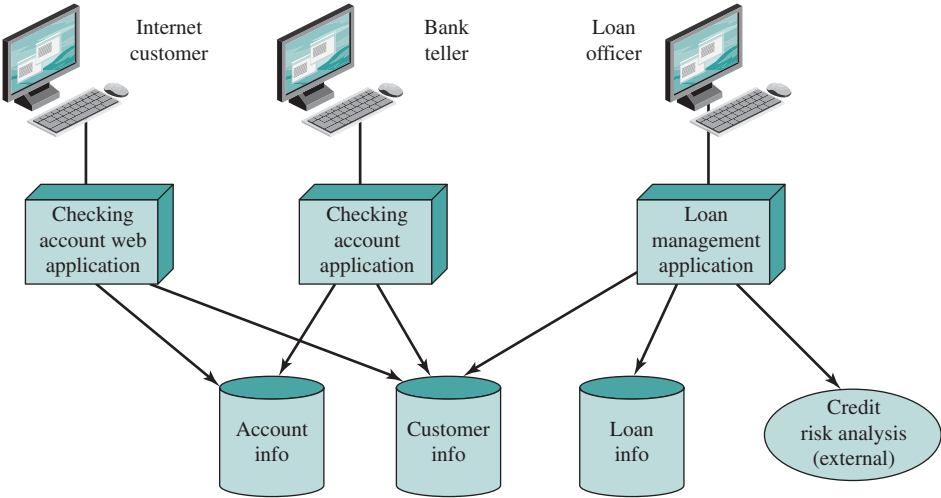 Internet
customer
Bank
teller
Loan
officer
Checking
account web
application
Checking
account
application
Loan
management
application
Account
info
Customer
info
Loan
info
Credit
risk analysis
(external)